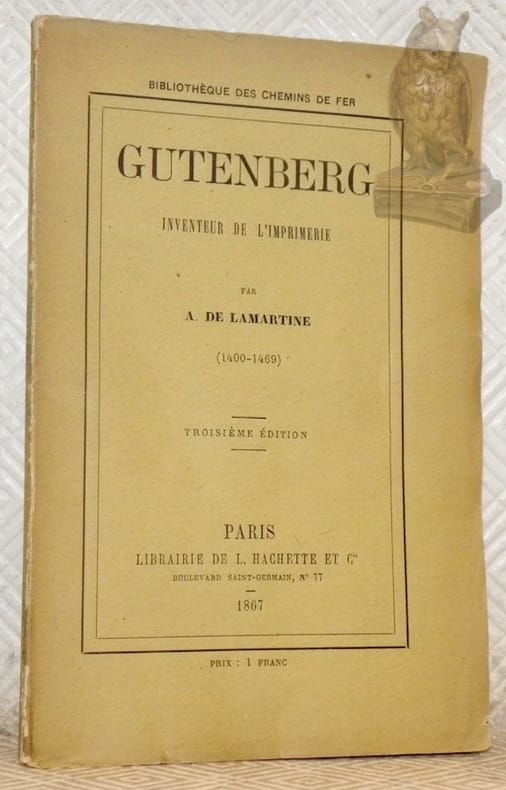 BIBLIOTHÈQUE DES CHEMINS DE FER
GUTENBERG
INVENTEUR DE L'IMPRIMERIE
PAR
A. DE LAMARTINE
(1400-1469)
TROISIÈME ÉDITION
PARIS
LIBRAIRIE DE L. HACHETTE ET Cie
BOULEVARD SAINT-GERMAIN, N° 77
1867
PRIX : 1 FRANC